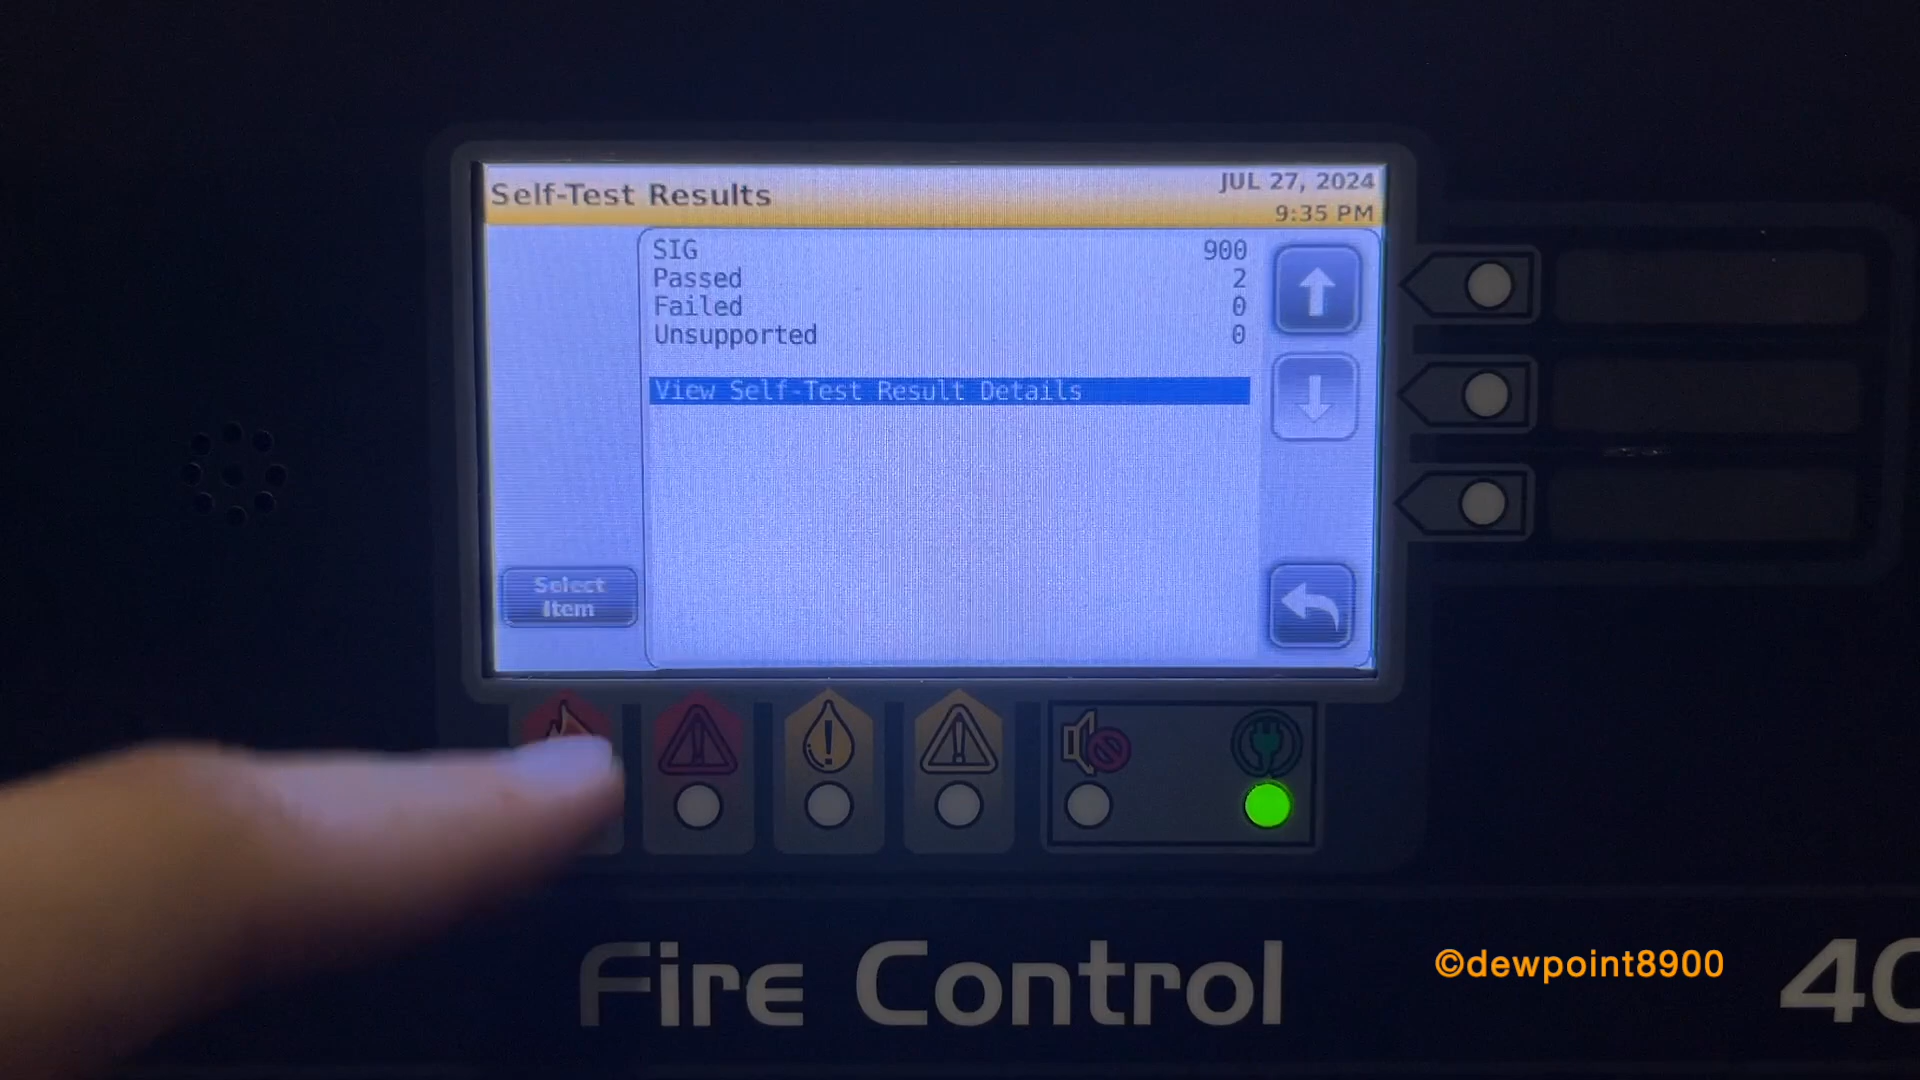 Self-Test Results
JUL 27, 2024
9:35 PM
SIG 900
Passed 2
Failed 0
Unsupported 0
View Self-Test Result Details
Select
Item
Fire Control
©dewpoint8900